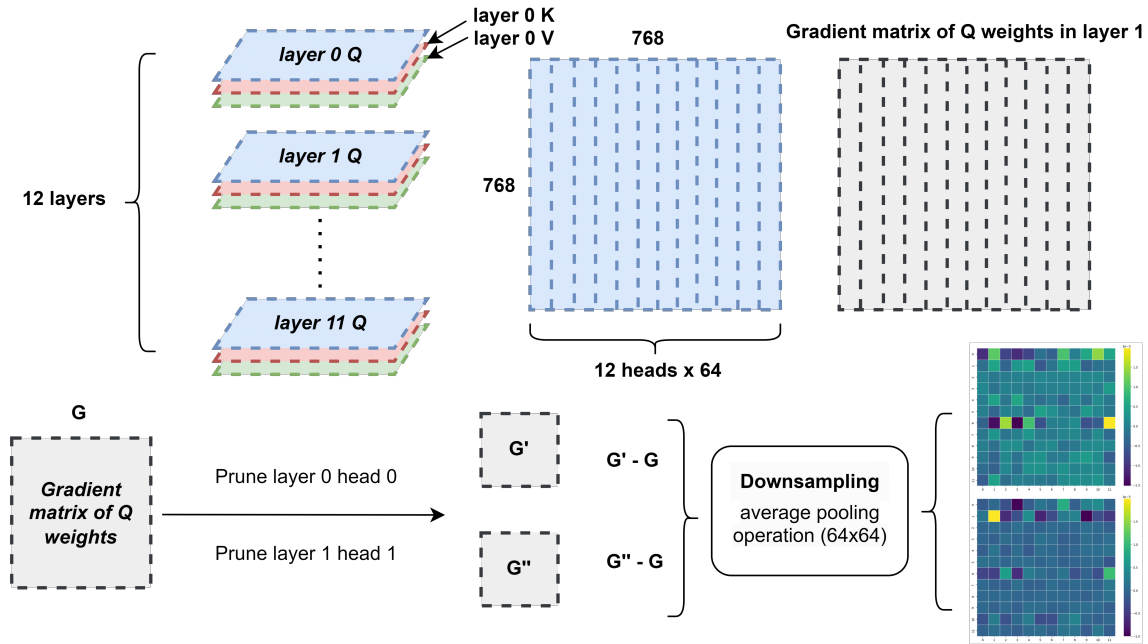 layer 0 K
layer 0 V
768
Gradient matrix of Q weights in layer 1
layer 0 Q
layer 1 Q
12 layers
768
layer 11 Q
12 heads x 64
G
Gradient
matrix of Q
weights
Prune layer 0 head 0
Prune layer 1 head 1
G'
G''
G' - G
G'' - G
Downsampling
average pooling
operation (64x64)